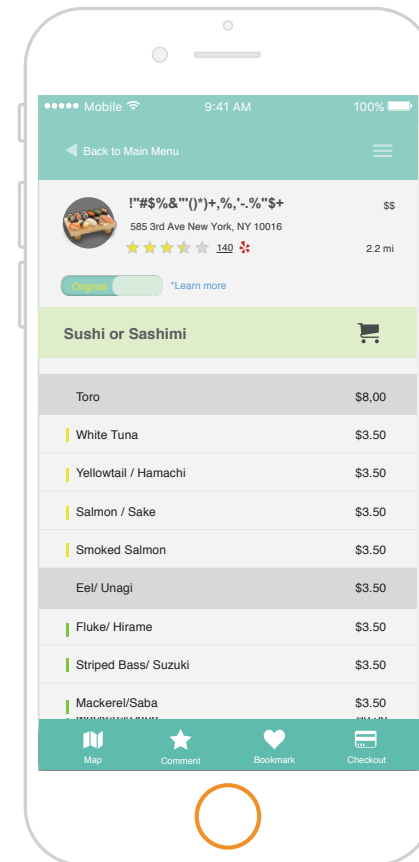 Mobile 9:41 AM 100%
Back to Main Menu
!"#$%&"'()*)+,%,'-.%"$+ $$
585 3rd Ave New York, NY 10016
140 2.2 mi
Original *Learn more
Sushi or Sashimi
Toro $8,00
White Tuna $3.50
Yellowtail / Hamachi $3.50
Salmon / Sake $3.50
Smoked Salmon $3.50
Eel/ Unagi $3.50
Fluke/ Hirame $3.50
Striped Bass/ Suzuki $3.50
Mackerel/Saba $3.50
Map Comment Bookmark Checkout